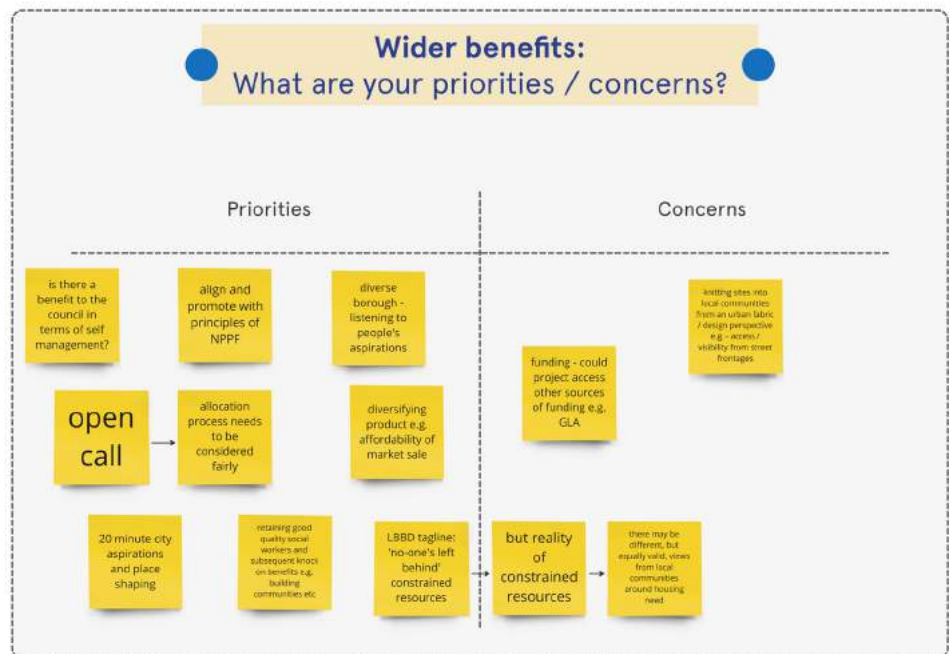 Wider benefits:
What are your priorities / concerns?
Priorities
Concerns
is there a
benefit to the
council in
terms of self
management?
align and
promote with
principles of
NPPF
diverse
borough -
listening to
people's
aspirations
knitting sites into
local communities
from an urban fabric
/ design perspective
e.g. - access /
visibility from street
frontages
funding - could
project access
other sources
of funding e.g.
GLA
open
call
allocation
process needs
to be
considered
fairly
diversifying
product e.g.
affordability of
market sale
20 minute city
aspirations
and place
shaping
retaining good
quality social
workers and
subsequent knock
on benefits e.g.
building
communities etc
LBBD tagline:
'no-one's left
behind'
constrained
resources
but reality
of
constrained
resources
there may be
different, but
equally valid, views
from local
communities
around housing
need